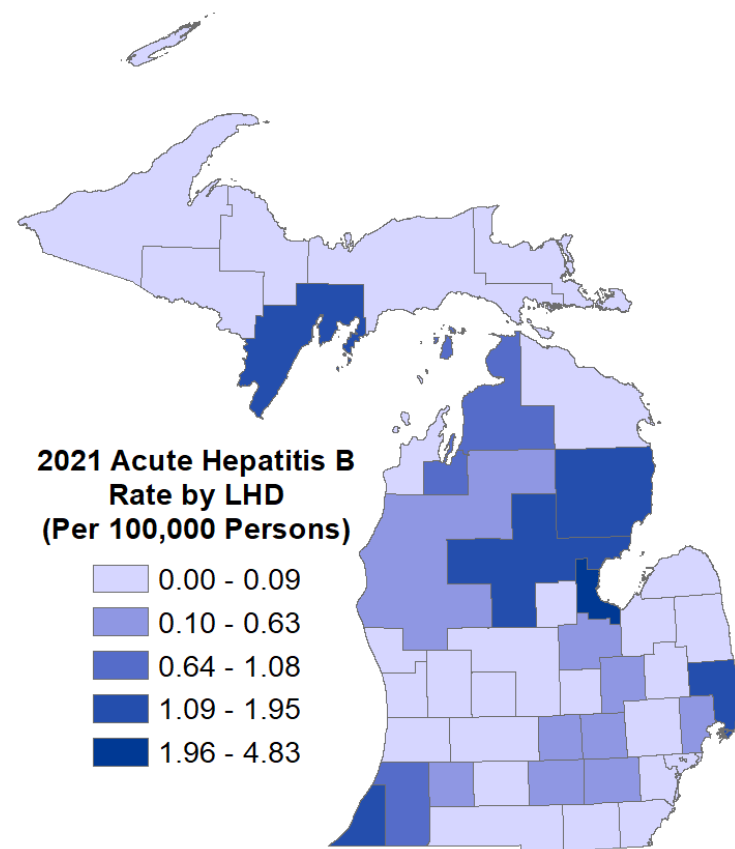 2021 Acute Hepatitis B
Rate by LHD
(Per 100,000 Persons)
0.00 - 0.09
0.10 - 0.63
0.64 - 1.08
1.09 - 1.95
1.96 - 4.83